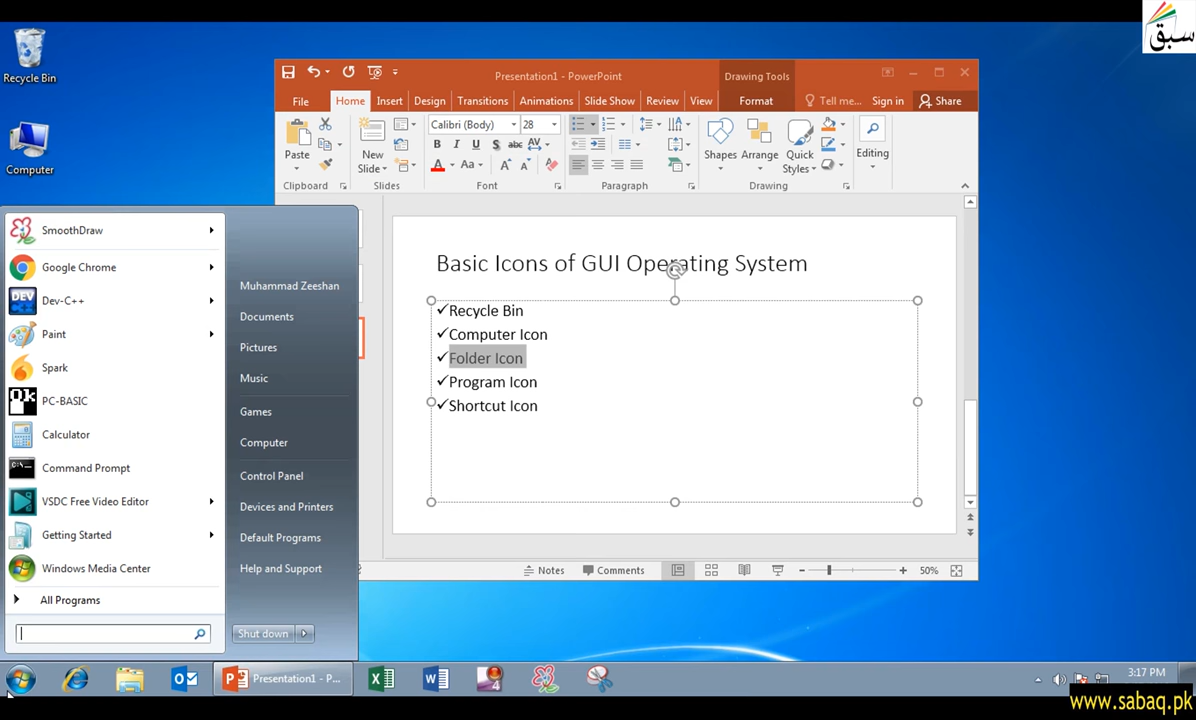 سبق
Recycle Bin
Computer
Presentation1 - PowerPoint
Drawing Tools
File
Home
Insert
Design
Transitions
Animations
Slide Show
Review
View
Format
Tell me...
Sign in
Share
Paste
New
Slide
Calibri (Body)
28
B
I
U
S
abc
AV
A
Aa
A
A
Shapes
Arrange
Quick
Styles
Editing
Clipboard
Slides
Font
Paragraph
Drawing
Basic Icons of GUI Operating System
Recycle Bin
Computer Icon
Folder Icon
Program Icon
Shortcut Icon
Notes
Comments
50%
SmoothDraw
Google Chrome
DEV
Dev-C++
Paint
Spark
Ok
PC-BASIC
Calculator
C:\
Command Prompt
VSDC Free Video Editor
Getting Started
Windows Media Center
All Programs
Muhammad Zeeshan
Documents
Pictures
Music
Games
Computer
Control Panel
Devices and Printers
Default Programs
Help and Support
Shut down
Presentation1 - P...
3:17 PM
www.sabaq.pk